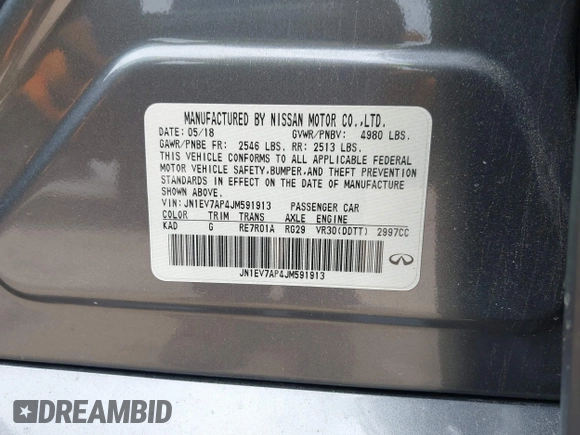 MANUFACTURED BY NISSAN MOTOR CO.,LTD.
DATE: 05/18 GVWR/PNBV: 4980 LBS.
GAWR/PNBE FR: 2546 LBS. RR: 2513 LBS.
THIS VEHICLE CONFORMS TO ALL APPLICABLE FEDERAL
MOTOR VEHICLE SAFETY,BUMPER,AND THEFT PREVENTION
STANDARDS IN EFFECT ON THE DATE OF MANUFACTURE
SHOWN ABOVE.
VIN: JN1EV7AP4JM591913 PASSENGER CAR
COLOR TRIM TRANS AXLE ENGINE
KAD G RE7R01A RG29 VR30(DDTT) 2997CC
JN1EV7AP4JM591913
DREAMBID